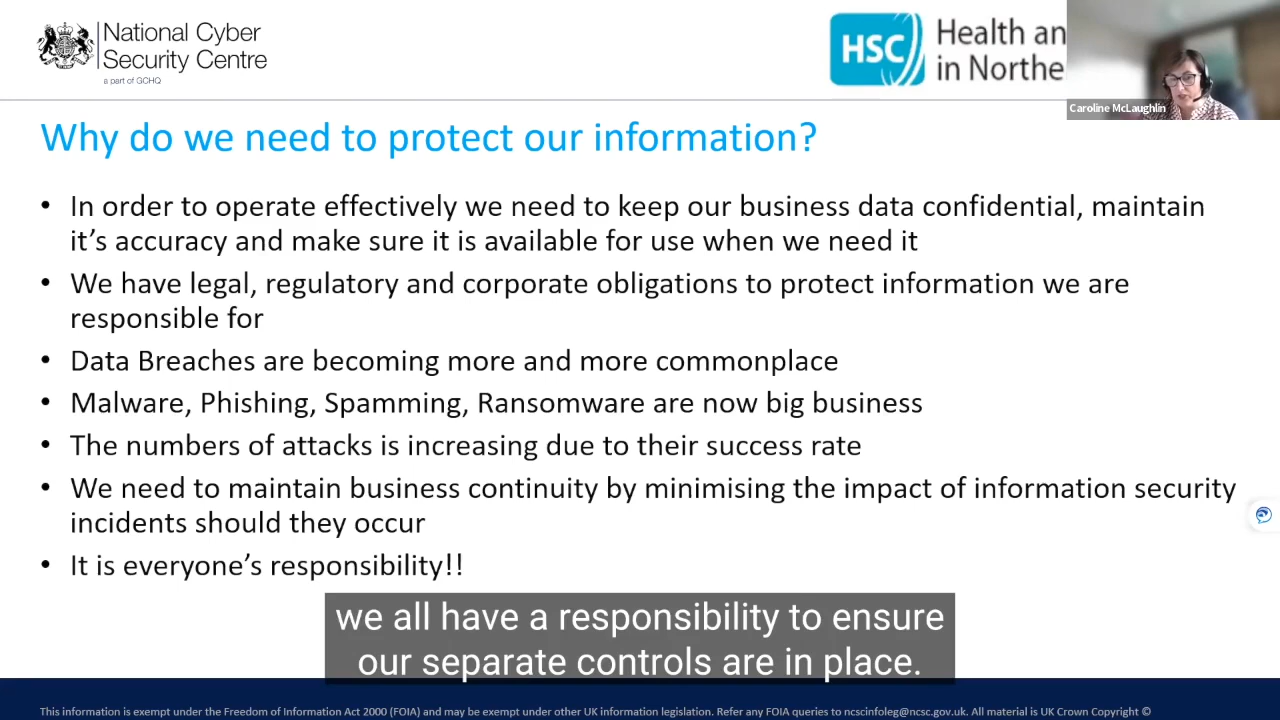 National Cyber
Security Centre
a part of GCHQ
HSC
Health an
in Northe
Caroline McLaughlin
Why do we need to protect our information?
• In order to operate effectively we need to keep our business data confidential, maintain
it’s accuracy and make sure it is available for use when we need it
• We have legal, regulatory and corporate obligations to protect information we are
responsible for
• Data Breaches are becoming more and more commonplace
• Malware, Phishing, Spamming, Ransomware are now big business
• The numbers of attacks is increasing due to their success rate
• We need to maintain business continuity by minimising the impact of information security
incidents should they occur
• It is everyone’s responsibility!!
we all have a responsibility to ensure
our separate controls are in place.
This information is exempt under the Freedom of Information Act 2000 (FOIA) and may be exempt under other UK information legislation. Refer any FOIA queries to ncscinfoleg@ncsc.gov.uk. All material is UK Crown Copyright ©